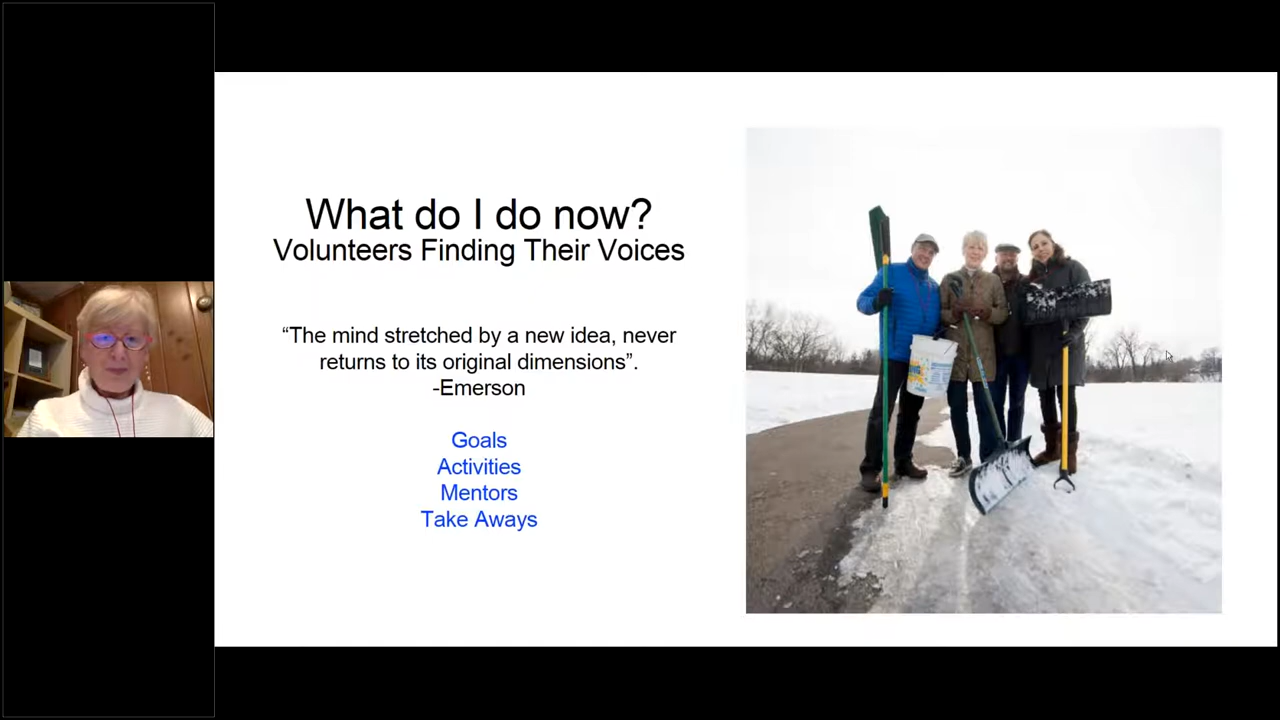 What do I do now?
Volunteers Finding Their Voices
“The mind stretched by a new idea, never
returns to its original dimensions”.
-Emerson
Goals
Activities
Mentors
Take Aways